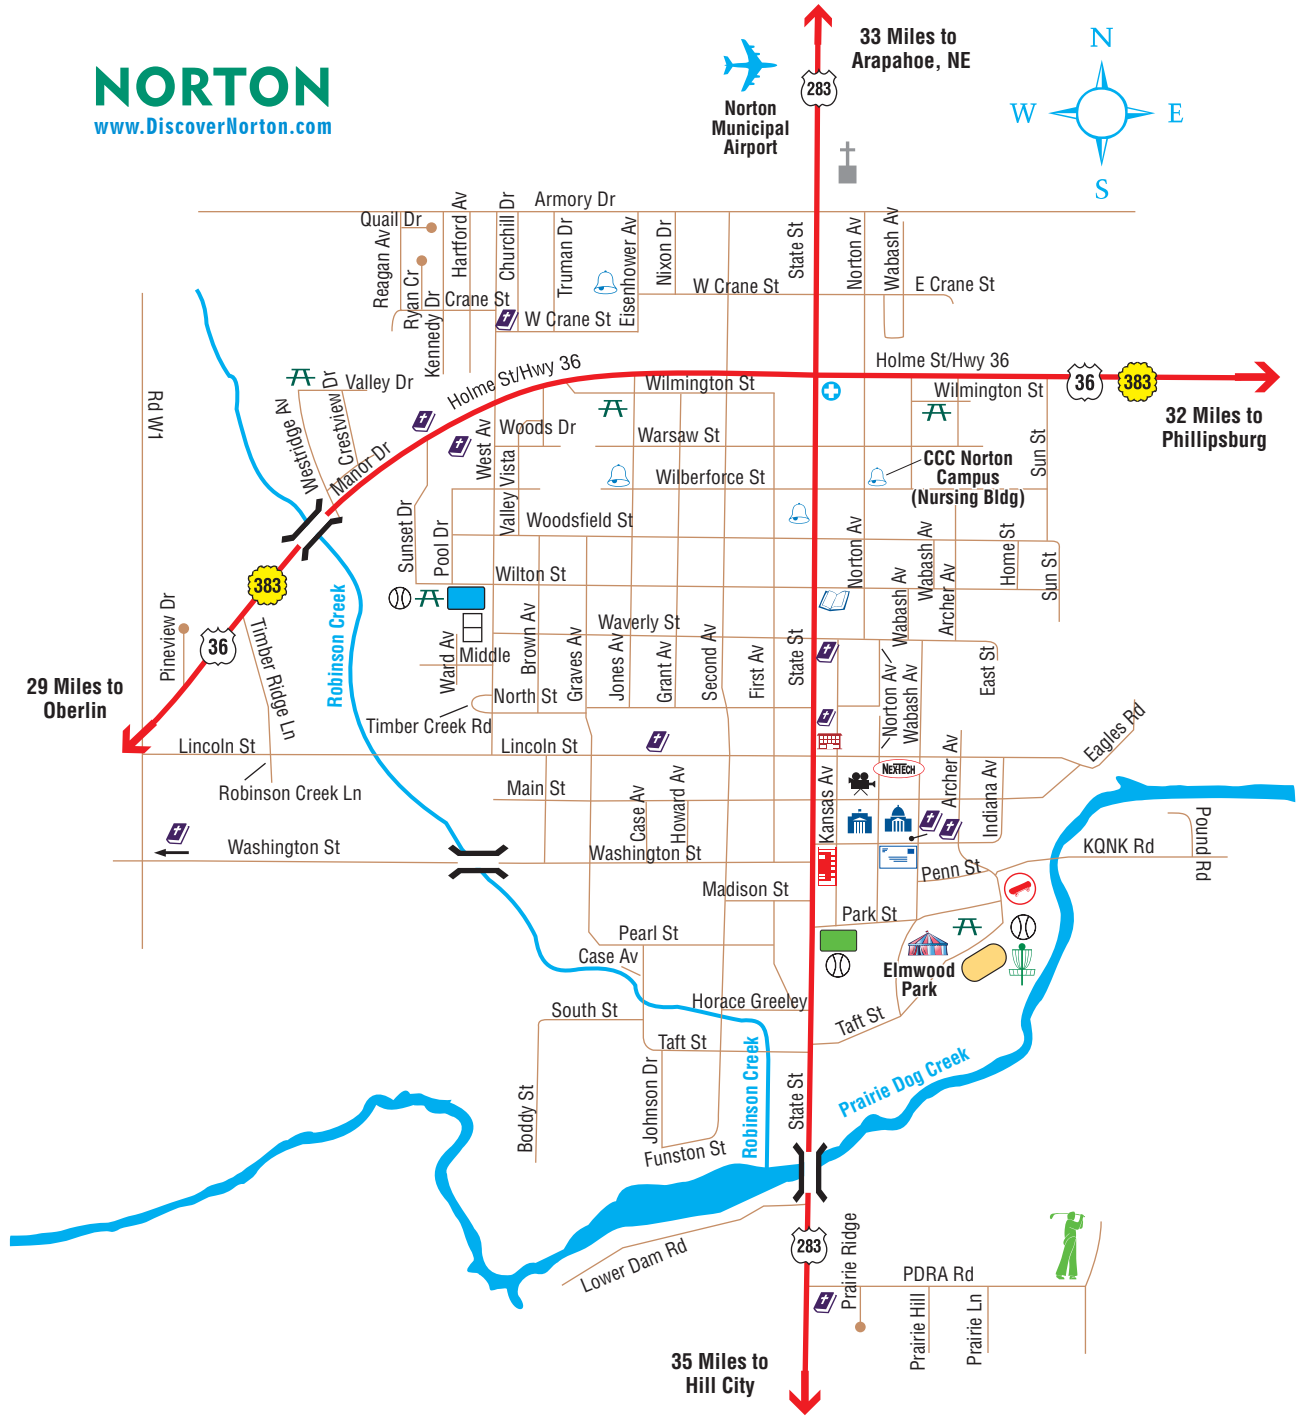 NORTON
www.DiscoverNorton.com
33 Miles to
Arapahoe, NE
283
Norton
Municipal
Airport
N
W
E
S
Armory Dr
Quail Dr
Reagan Av
Ryan Cr
Kennedy Dr
Hartford Av
Churchill Dr
Truman Dr
Eisenhower Av
Nixon Dr
State St
Norton Av
Wabash Av
Crane St
W Crane St
W Crane St
E Crane St
Holme St/Hwy 36
Holme St/Hwy 36
36
383
32 Miles to
Phillipsburg
Rd W1
Valley Dr
Westridge Av
Crestview Dr
Manor Dr
Wilmington St
Wilmington St
Woods Dr
Warsaw St
West Av
Valley Vista
Wilberforce St
CCC Norton
Campus
(Nursing Bldg)
Sun St
Woodsfield St
Sunset Dr
Pool Dr
Norton Av
Wabash Av
Home St
Sun St
Wilton St
Wabash Av
Archer Av
383
36
Pineview Dr
Timber Ridge Ln
Robinson Creek
Waverly St
Ward Av
Middle
Brown Av
Graves Av
Jones Av
Grant Av
Second Av
First Av
State St
Norton Av
Wabash Av
East St
29 Miles to
Oberlin
North St
Timber Creek Rd
Lincoln St
Lincoln St
Eagles Rd
Robinson Creek Ln
Main St
Case Av
Howard Av
Kansas Av
NEX-TECH
Archer Av
Indiana Av
Washington St
Washington St
KQNK Rd
Pound Rd
Penn St
Madison St
Park St
Pearl St
Case Av
Elmwood
Park
South St
Horace Greeley
Taft St
Taft St
Boddy St
Johnson Dr
Robinson Creek
State St
Prairie Dog Creek
Funston St
Lower Dam Rd
283
Prairie Ridge
PDRA Rd
Prairie Hill
Prairie Ln
35 Miles to
Hill City